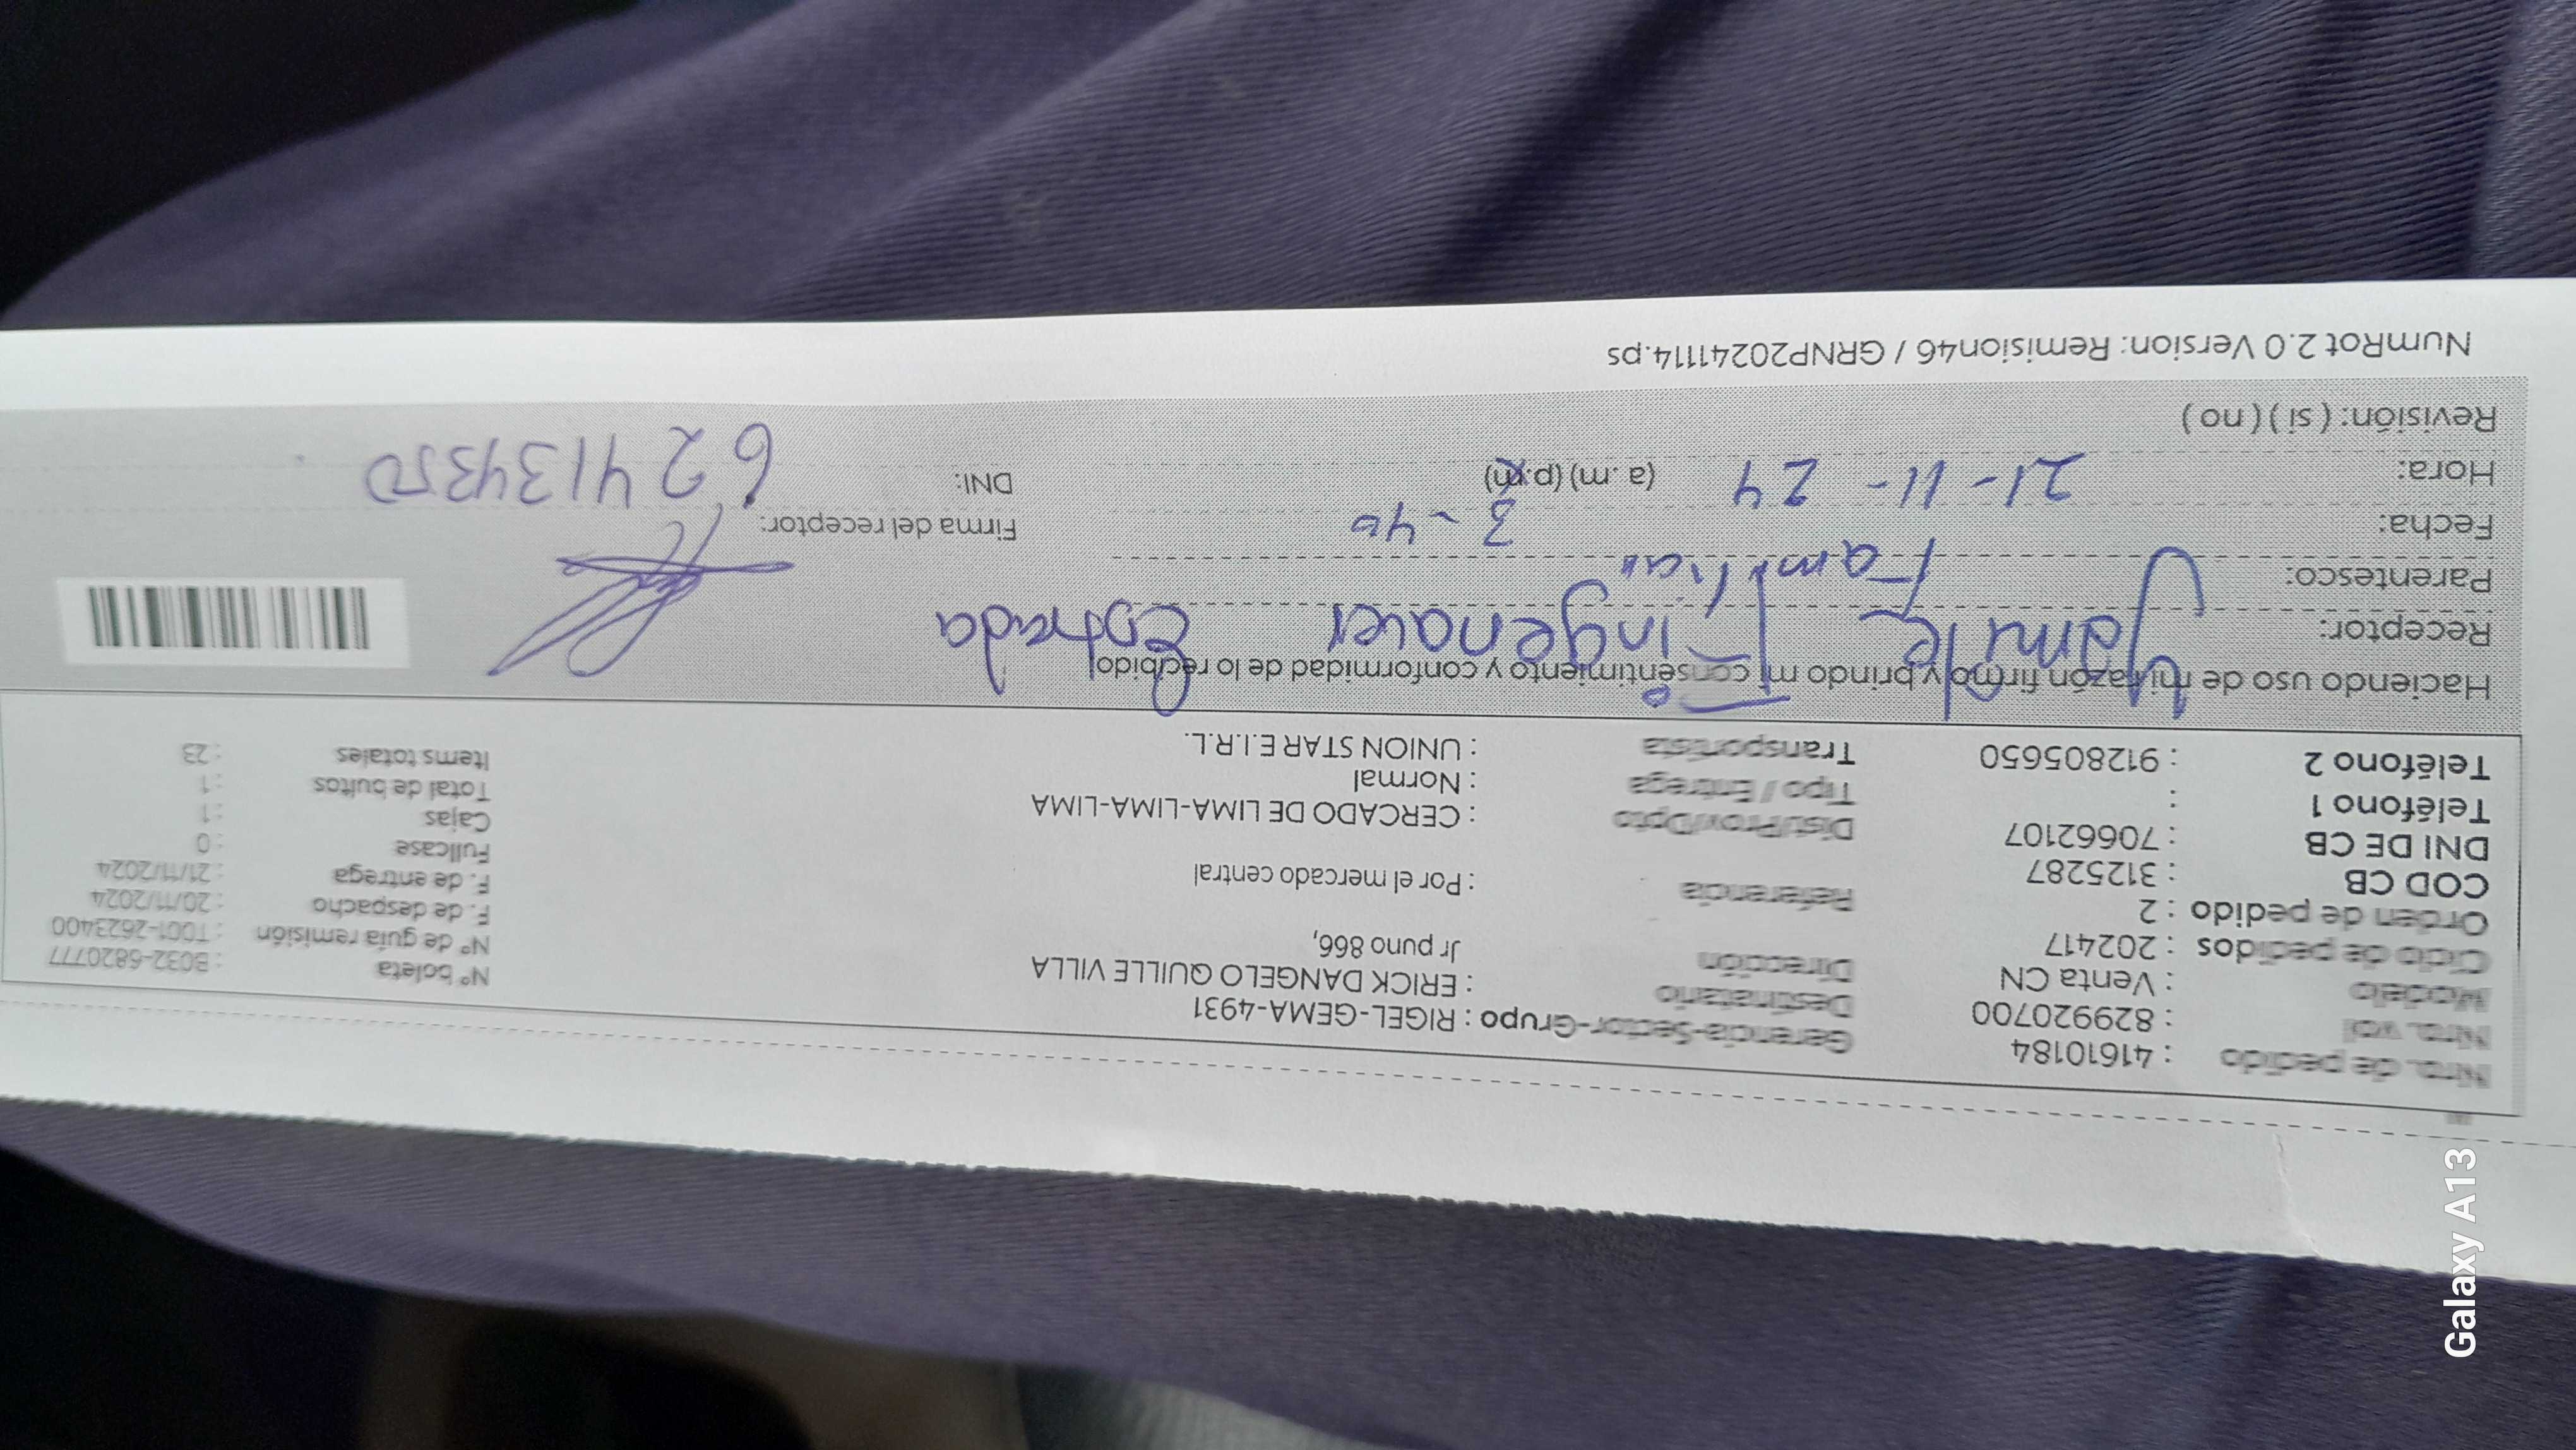 Nro. de pedido : 41610184
Nro. vol : 829920700
Modelo : Venta CN
Ciclo de pedidos : 202417
Orden de pedido : 2
COD CB : 3125287
DNI DE CB : 70662107
Teléfono 1 :
Teléfono 2 : 912805650
Gerencia-Sector-Grupo : RIGEL-GEMA-4931
Destinatario : ERICK DANGELO QUILLE VILLA
Dirección Jr puno 866,
Referencia : Por el mercado central
Dist/Prov/Dpto : CERCADO DE LIMA-LIMA-LIMA
Tipo / Entrega : Normal
Transportista : UNION STAR E.I.R.L.
N° boleta : B032-6820777
N° de guía remisión : T001-2623400
F. de despacho : 20/11/2024
F. de entrega : 21/11/2024
Fullcase : 0
Cajas : 1
Total de bultos : 1
Items totales : 23
Haciendo uso de mi razón firmo y brindo mi consentimiento y conformidad de lo recibido
Receptor: Yamile Estrada
Parentesco: Familiar
Fecha: 3-40
Firma del receptor:
Hora: 21-11-24 (a.m) (p.m)
DNI: 624134350
Revisión: ( si ) ( no )
NumRot 2.0 Version: Remision46 / GRNP20241114.ps
Galaxy A13